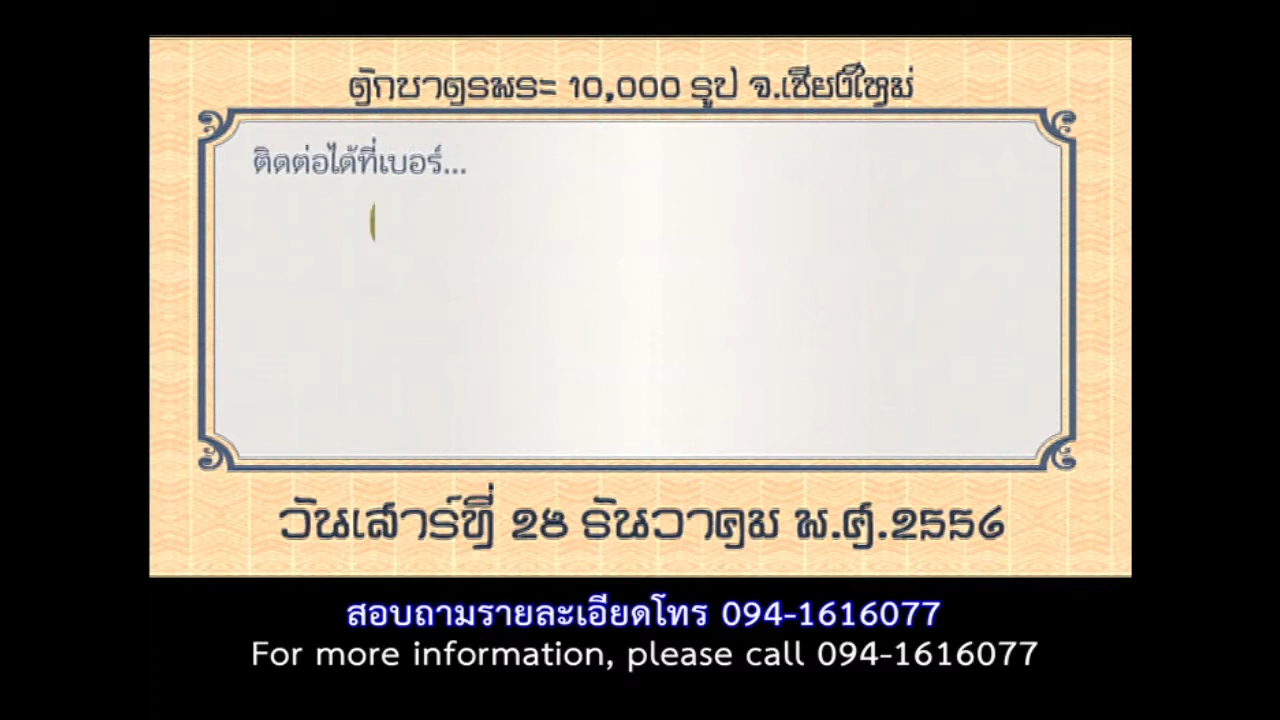 ตักบาตรพระ 10,000 รูป จ.เชียงใหม่
ติดต่อได้ที่เบอร์...
วันเสาร์ที่ 28 ธันวาคม พ.ศ.2556
สอบถามรายละเอียดโทร 094-1616077
For more information, please call 094-1616077